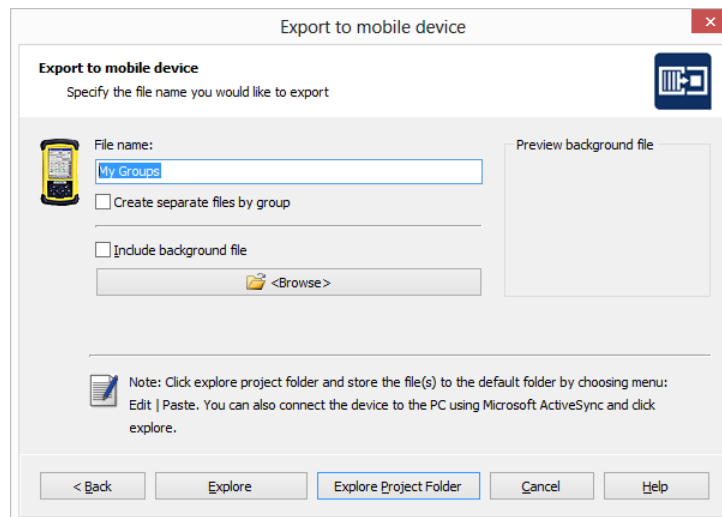 Export to mobile device
Export to mobile device
Specify the file name you would like to export
File name:
My Groups
Create separate files by group
Include background file
<Browse>
Preview background file
Note: Click explore project folder and store the file(s) to the default folder by choosing menu:
Edit | Paste. You can also connect the device to the PC using Microsoft ActiveSync and click
explore.
< Back
Explore
Explore Project Folder
Cancel
Help